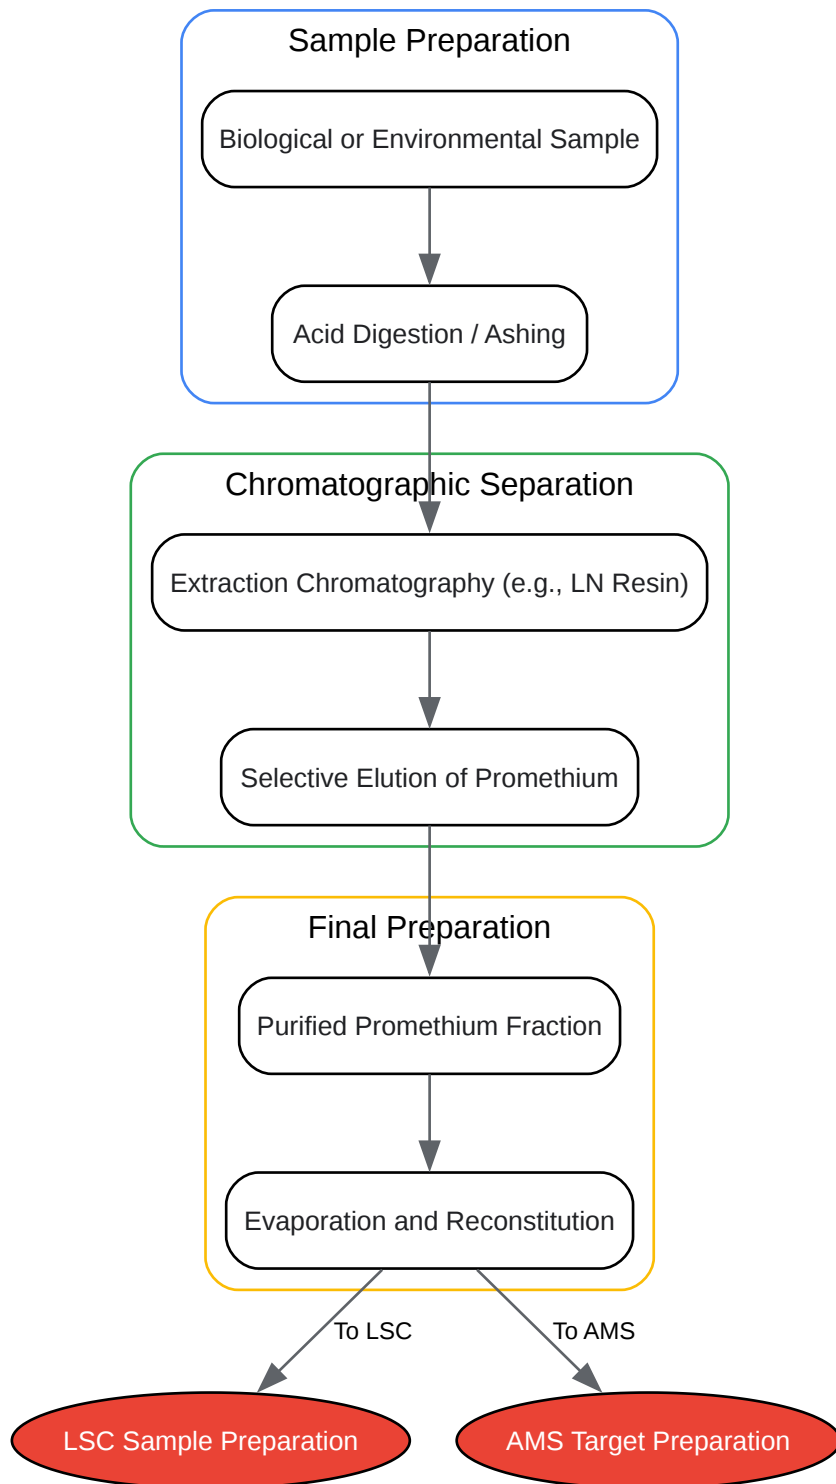 Sample Preparation
Biological or Environmental Sample
Acid Digestion / Ashing
Chromatographic Separation
Extraction Chromatography (e.g., LN Resin)
Selective Elution of Promethium
Final Preparation
Purified Promethium Fraction
Evaporation and Reconstitution
To LSC
To AMS
LSC Sample Preparation
AMS Target Preparation